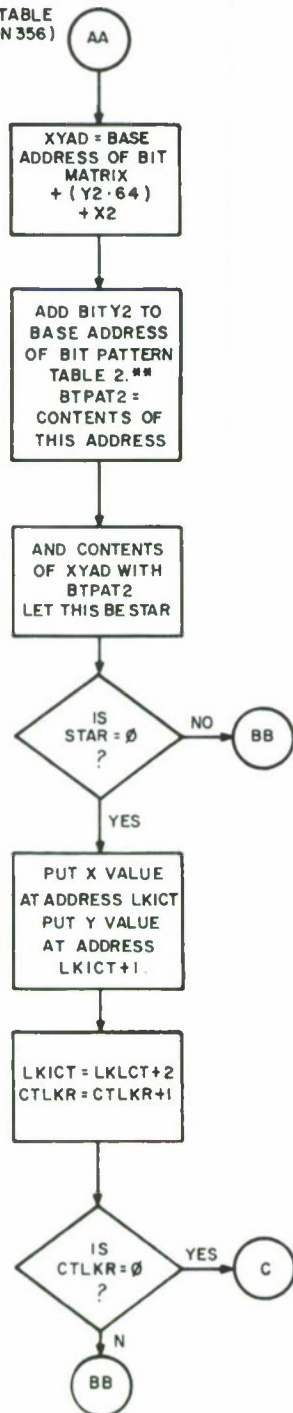 TABLE
N 356)
AA
XYAD = BASE
ADDRESS OF BIT
MATRIX
+ (Y2·64)
+ X2
ADD BITY2 TO
BASE ADDRESS
OF BIT PATTERN
TABLE 2.**
BTPAT2 =
CONTENTS OF
THIS ADDRESS
AND CONTENTS
OF XYAD WITH
BTPAT2
LET THIS BE STAR
IS
STAR = Ø
?
NO
BB
YES
PUT X VALUE
AT ADDRESS LKICT
PUT Y VALUE
AT ADDRESS
LKICT+1.
LKICT = LKLCT+2
CTLKR = CTLKR+1
IS
CTLKR = Ø
?
YES
C
N
BB